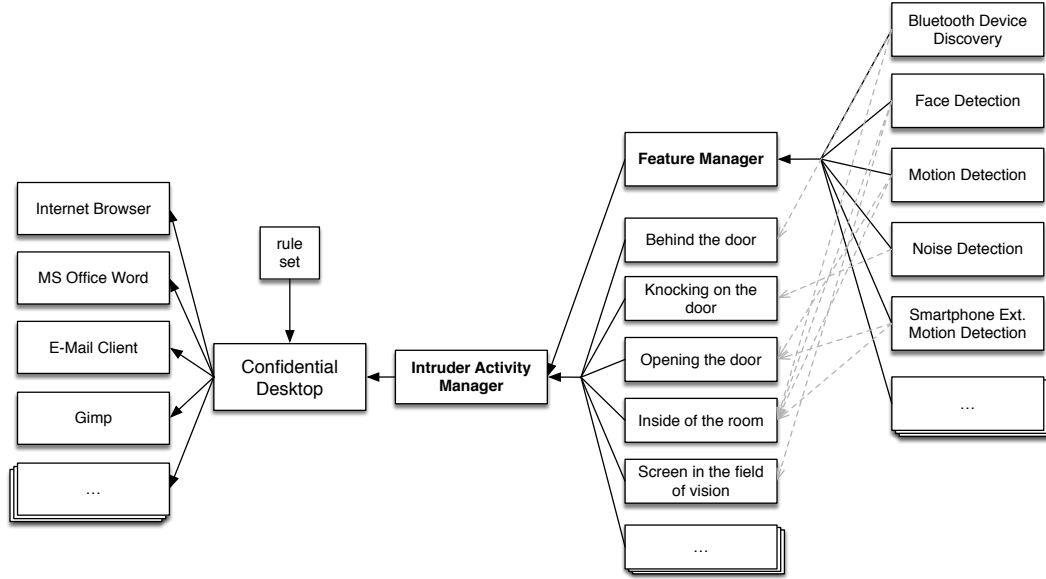 Internet Browser
MS Office Word
E-Mail Client
Gimp
...
rule
set
Confidential
Desktop
Intruder Activity
Manager
Feature Manager
Behind the door
Knocking on the
door
Opening the door
Inside of the room
Screen in the field
of vision
...
Bluetooth Device
Discovery
Face Detection
Motion Detection
Noise Detection
Smartphone Ext.
Motion Detection
...